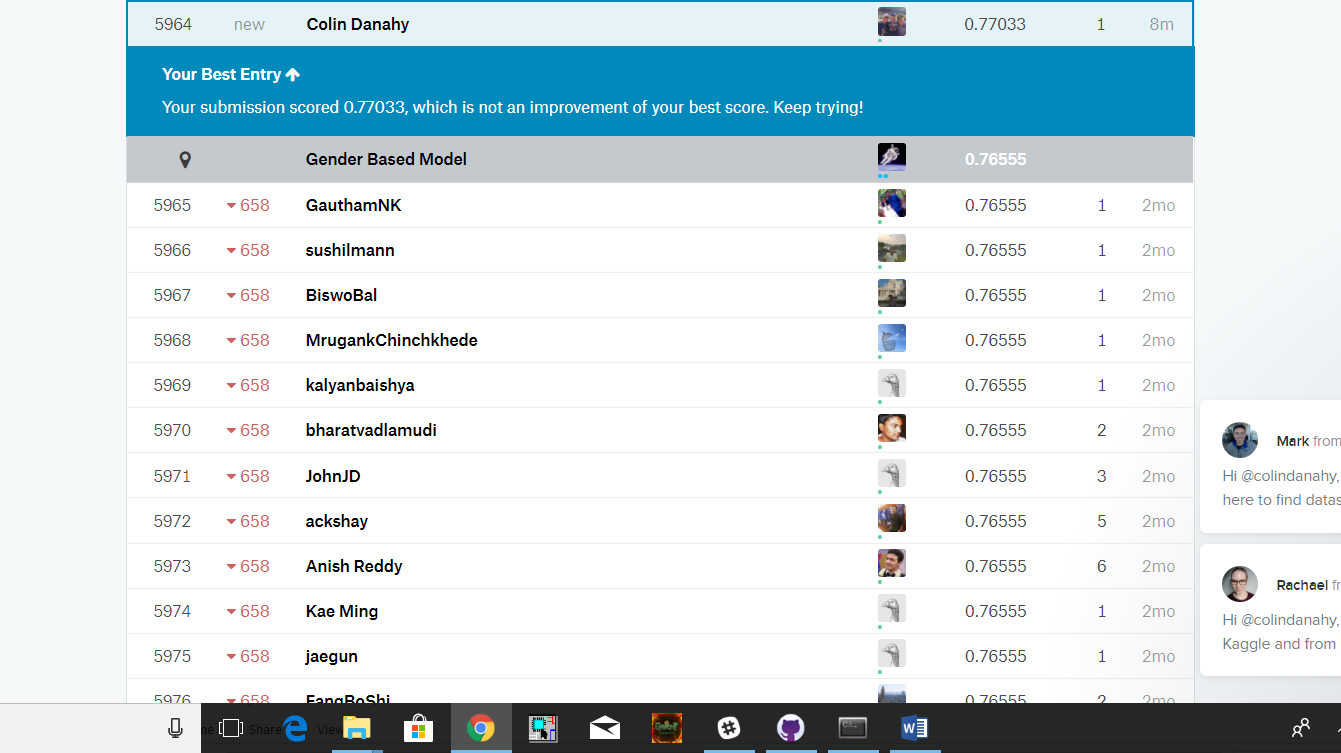 5964 new Colin Danahy 0.77033 1 8m
Your Best Entry
Your submission scored 0.77033, which is not an improvement of your best score. Keep trying!
Gender Based Model 0.76555
5965 658 GauthamNK 0.76555 1 2mo
5966 658 sushilmann 0.76555 1 2mo
5967 658 BiswoBal 0.76555 1 2mo
5968 658 MrugankChinchkhede 0.76555 1 2mo
5969 658 kalyanbaishya 0.76555 1 2mo
5970 658 bharatvadlamudi 0.76555 2 2mo
5971 658 JohnJD 0.76555 3 2mo
5972 658 ackshay 0.76555 5 2mo
5973 658 Anish Reddy 0.76555 6 2mo
5974 658 Kae Ming 0.76555 1 2mo
5975 658 jaegun 0.76555 1 2mo
5976 658 FangBoShi 0.76555 2 2mo
Mark from
Hi @colindanahy,
here to find datas
Rachael fr
Hi @colindanahy,
Kaggle and from
me Share View